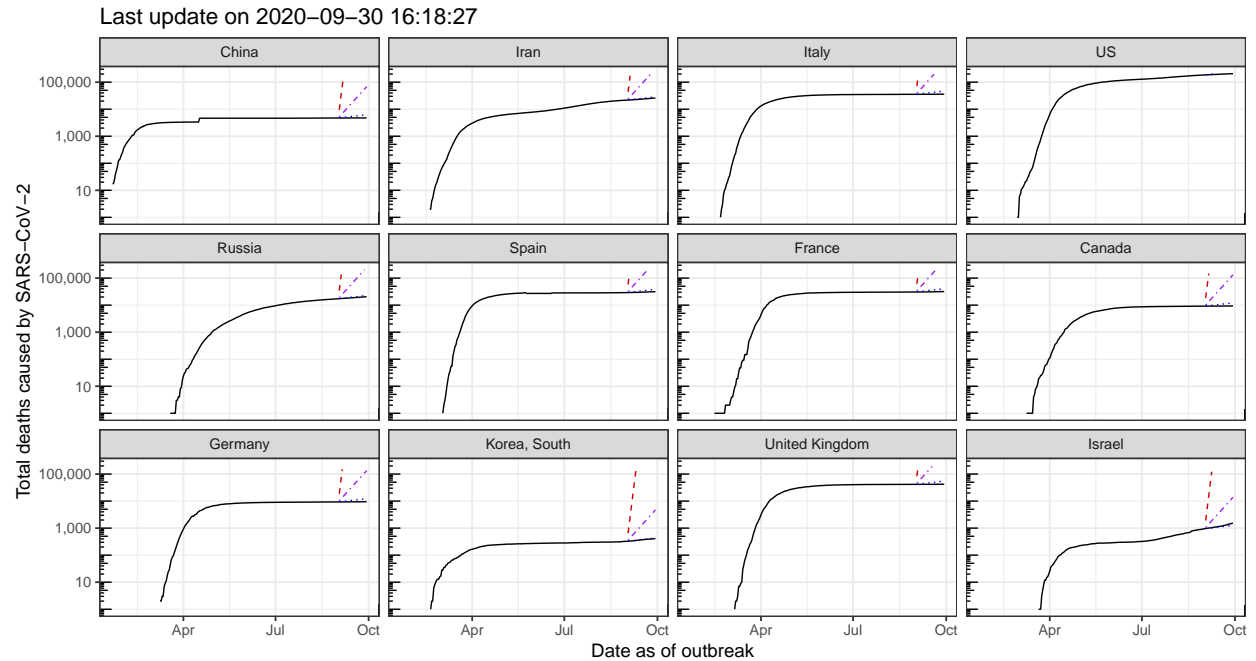 Last update on 2020−09−30 16:18:27
China Iran Italy US
100,000
1,000
10
Russia Spain France Canada
100,000
1,000
10
Germany Korea, South United Kingdom Israel
100,000
1,000
10
Apr Jul Oct Apr Jul Oct Apr Jul Oct Apr Jul Oct
Date as of outbreak
Total deaths caused by SARS−CoV−2